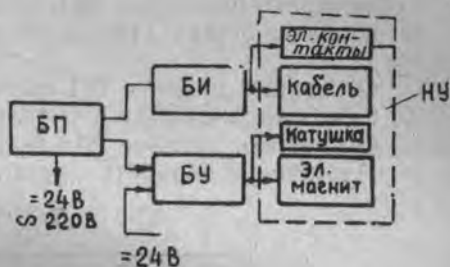 эл. кон-
такты
БИ
Кабель
НУ
БП
Катушка
БУ
Эл.
магнит
=24В
∽ 220В
=24В